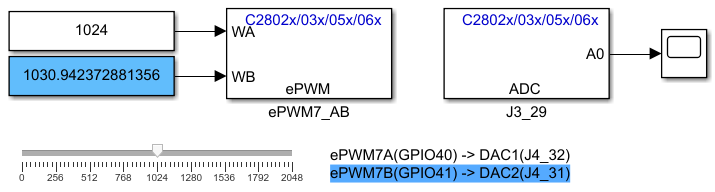 1024
1030.942372881356
C2802x/03x/05x/06x
WA
WB
ePWM
ePWM7_AB
C2802x/03x/05x/06x
A0
ADC
J3_29
0 256 512 768 1024 1280 1536 1792 2048
ePWM7A(GPIO40) -> DAC1(J4_32)
ePWM7B(GPIO41) -> DAC2(J4_31)